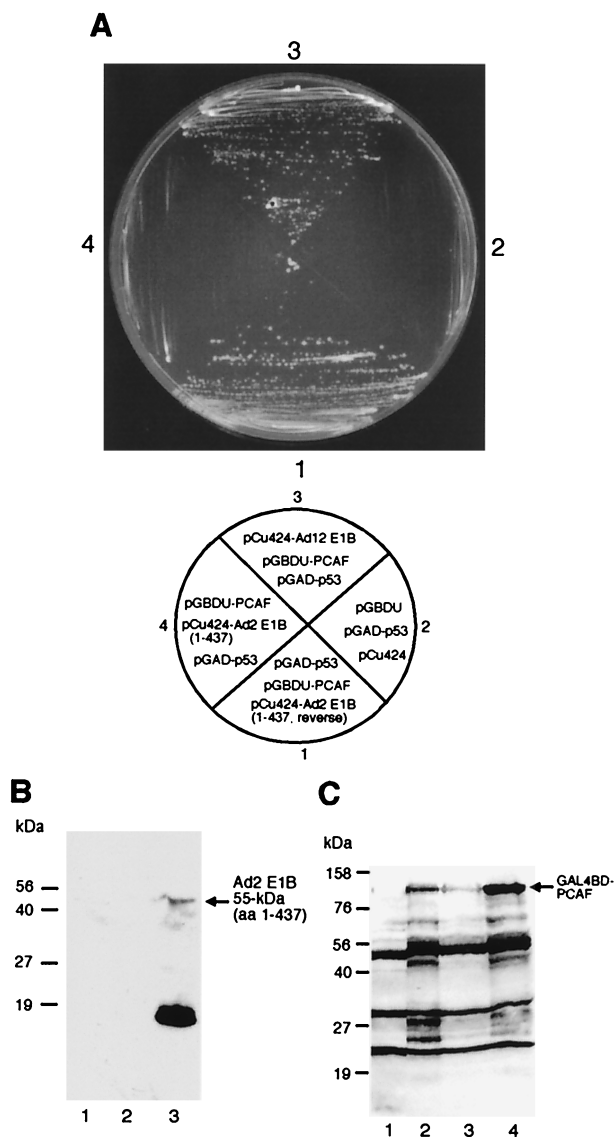 A
3
4
2
1
3
pCu424-Ad12 E1B
pGBDU-PCAF
pGAD-p53
pGBDU-PCAF
pCu424-Ad2 E1B
(1-437)
pGAD-p53
4
pGBDU
pGAD-p53
pCu424
2
pGAD-p53
pGBDU-PCAF
pCu424-Ad2 E1B
(1-437, reverse)
1
B
kDa
56
40
27
19
Ad2 E1B
55-kDa
(aa 1-437)
1 2 3
C
kDa
158
76
56
40
27
19
GAL4BD-
PCAF
1 2 3 4